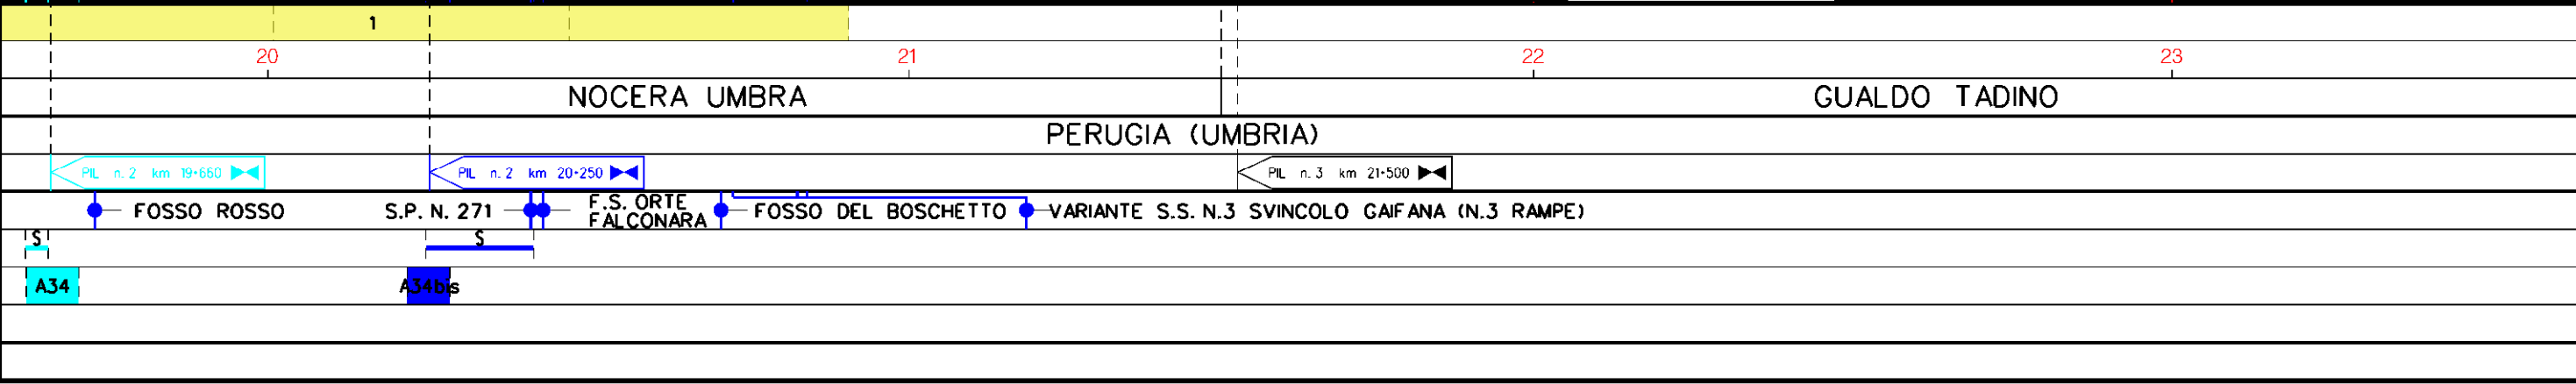 1
20 21 22 23
NOCERA UMBRA GUALDO TADINO
PERUGIA (UMBRIA)
PIL n. 2 km 19+660 PIL n. 2 km 20+250 PIL n. 3 km 21+500
FOSSO ROSSO S.P. N. 271 F.S. ORTE
FALCONARA FOSSO DEL BOSCHETTO VARIANTE S.S. N.3 SVINCOLO GAIFANA (N.3 RAMPE)
S S
A34 A34bis